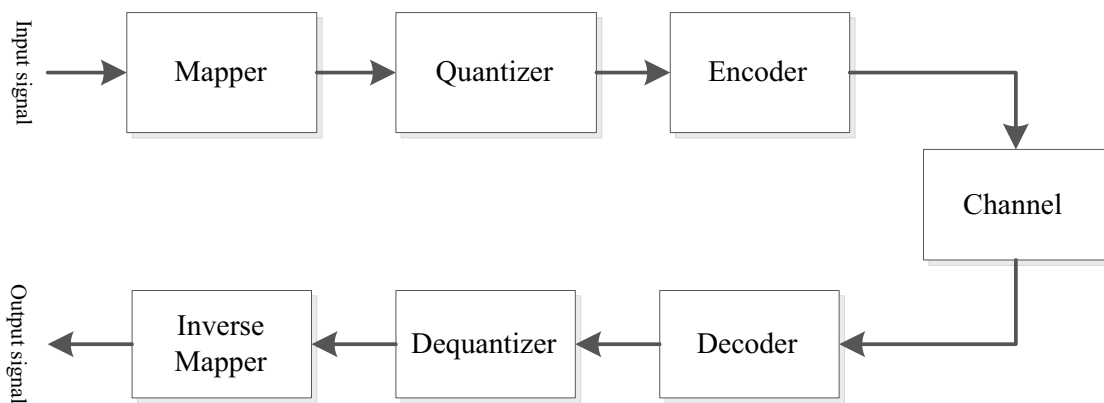 Input signal
Mapper
Quantizer
Encoder
Channel
Output signal
Inverse
Mapper
Dequantizer
Decoder